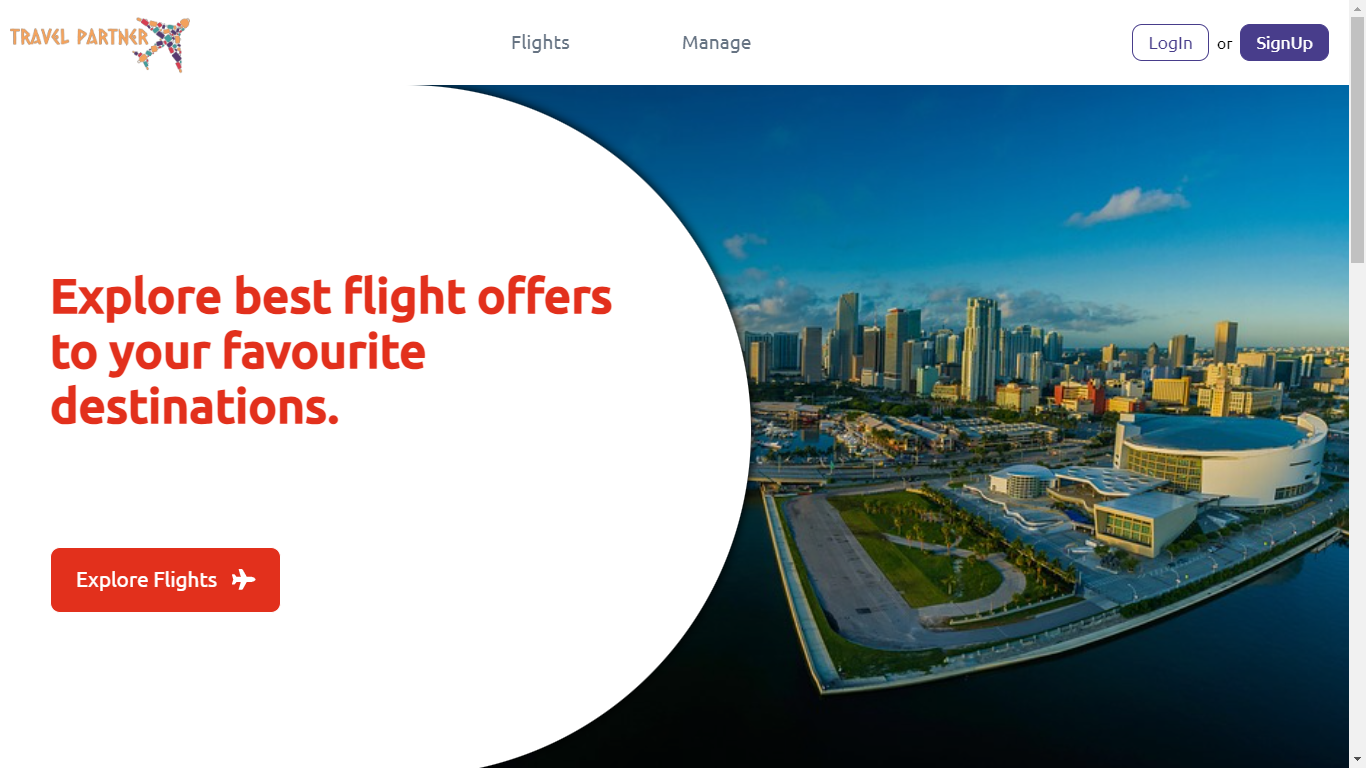 TRAVEL PARTNER
Flights
Manage
LogIn or SignUp
Explore best flight offers
to your favourite
destinations.
Explore Flights